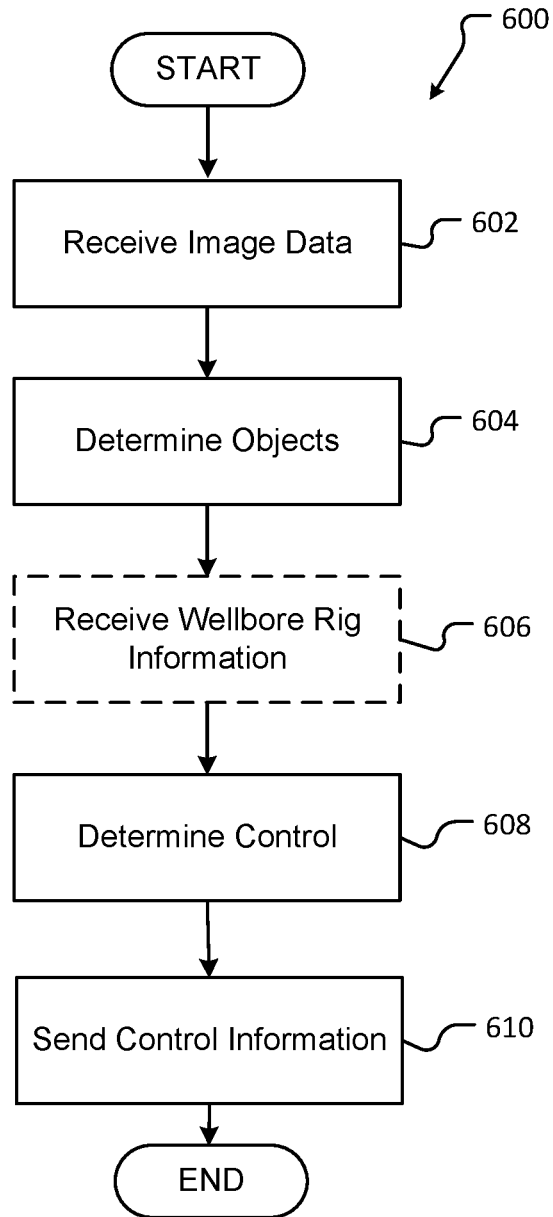 600
START
Receive Image Data
602
Determine Objects
604
Receive Wellbore Rig
Information
606
Determine Control
608
Send Control Information
610
END